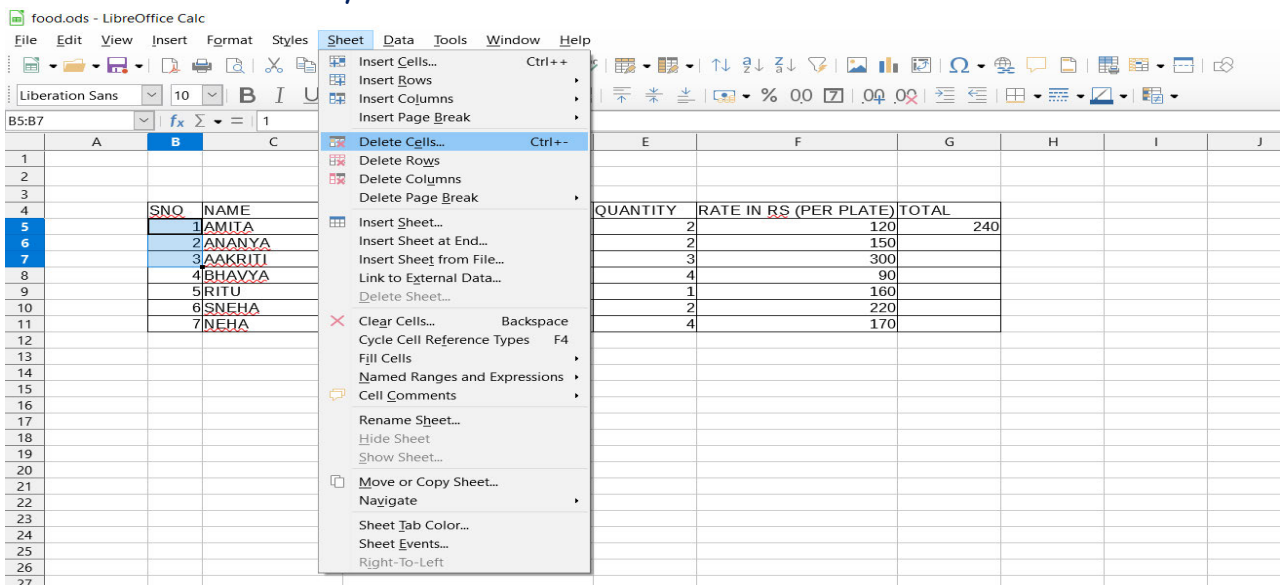 food.ods - LibreOffice Calc
File Edit View Insert Format Styles Sheet Data Tools Window Help
Liberation Sans 10 B I U % 0.0 7 .00 .00
B5:B7 fx Σ = 1
Insert Cells... Ctrl++
Insert Rows
Insert Columns
Insert Page Break
Delete Cells... Ctrl+-
Delete Rows
Delete Columns
Delete Page Break
Insert Sheet...
Insert Sheet at End...
Insert Sheet from File...
Link to External Data...
Delete Sheet...
Clear Cells... Backspace
Cycle Cell Reference Types F4
Fill Cells
Named Ranges and Expressions
Cell Comments
Rename Sheet...
Hide Sheet
Show Sheet...
Move or Copy Sheet...
Navigate
Sheet Tab Color...
Sheet Events...
Right-To-Left
A B C E F G H I J
1
2
3
4 SNO NAME QUANTITY RATE IN RS (PER PLATE) TOTAL
5 1 AMITA 2 120 240
6 2 ANANYA 2 150
7 3 AAKRITI 3 300
8 4 BHAVYA 4 90
9 5 RITU 1 160
10 6 SNEHA 2 220
11 7 NEHA 4 170
12
13
14
15
16
17
18
19
20
21
22
23
24
25
26
27